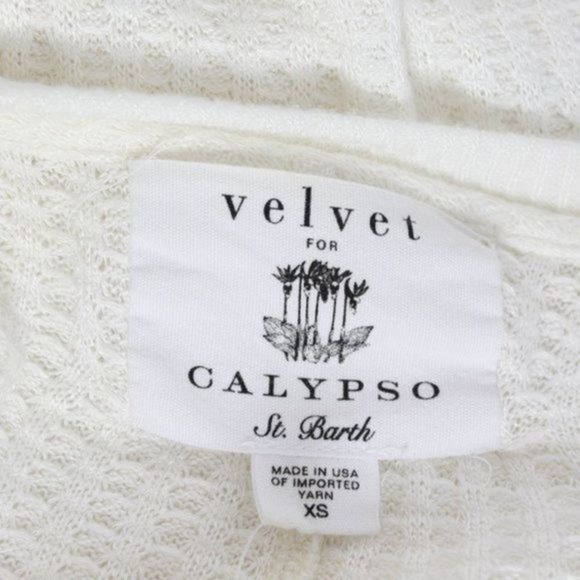 velvet
FOR
CALYPSO
St. Barth
MADE IN USA
OF IMPORTED
YARN
XS